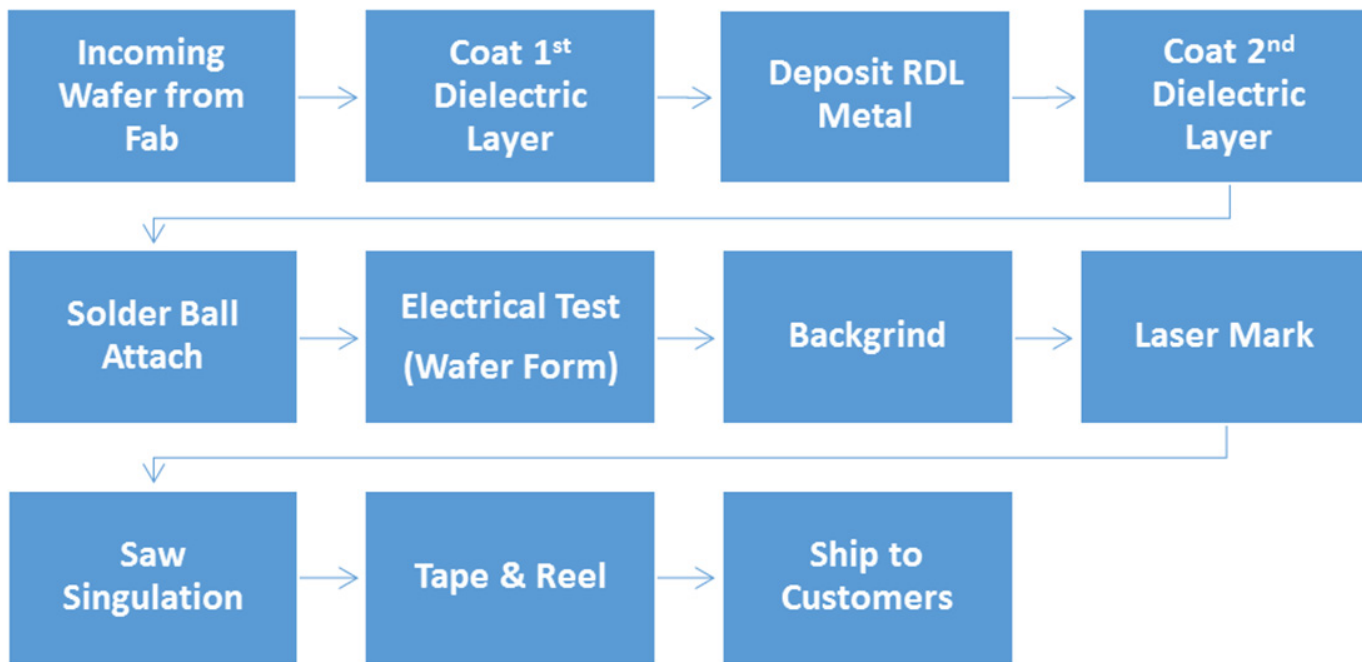 Incoming
Wafer from
Fab
Coat 1st
Dielectric
Layer
Deposit RDL
Metal
Coat 2nd
Dielectric
Layer
Solder Ball
Attach
Electrical Test
(Wafer Form)
Backgrind
Laser Mark
Saw
Singulation
Tape & Reel
Ship to
Customers